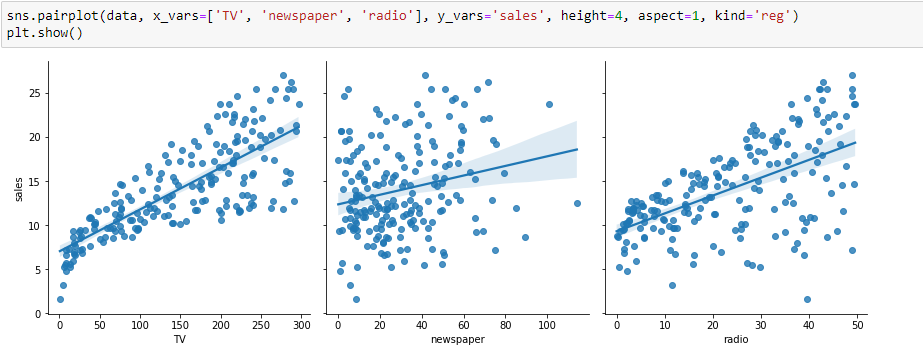 sns.pairplot(data, x_vars=['TV', 'newspaper', 'radio'], y_vars='sales', height=4, aspect=1, kind='reg')
plt.show()
25
20
15
10
5
0
sales
0 50 100 150 200 250 300
TV
0 20 40 60 80 100
newspaper
0 10 20 30 40 50
radio